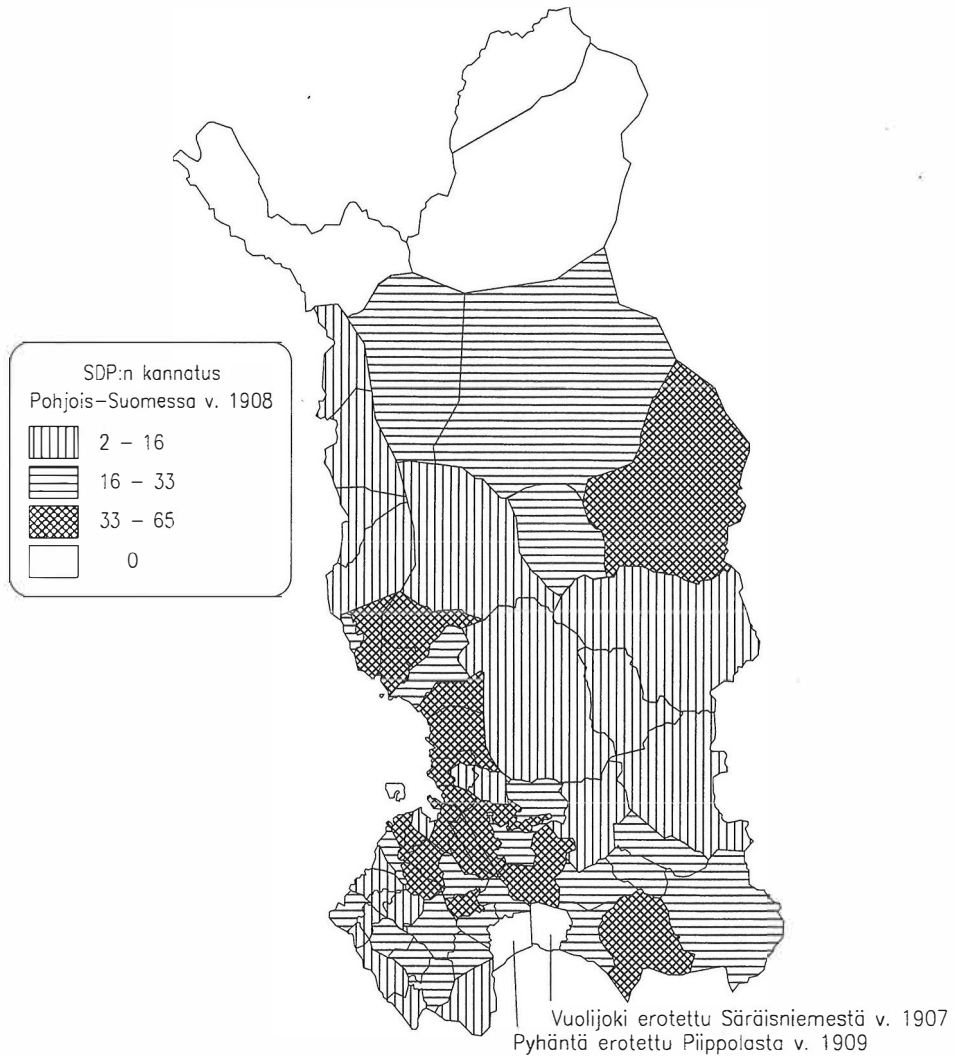 SDP:n kannatus
Pohjois-Suomessa v. 1908
2 - 16
16 - 33
33 - 65
0
Vuolijoki erotettu Säräisniemestä v. 1907
Pyhäntä erotettu Piippolasta v. 1909